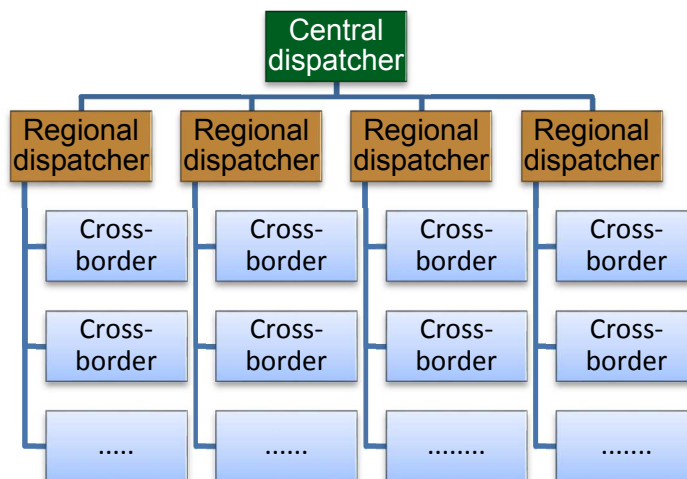 Central
dispatcher
Regional
dispatcher
Regional
dispatcher
Regional
dispatcher
Regional
dispatcher
Cross-
border
Cross-
border
Cross-
border
Cross-
border
Cross-
border
Cross-
border
Cross-
border
Cross-
border
.....
......
........
.......